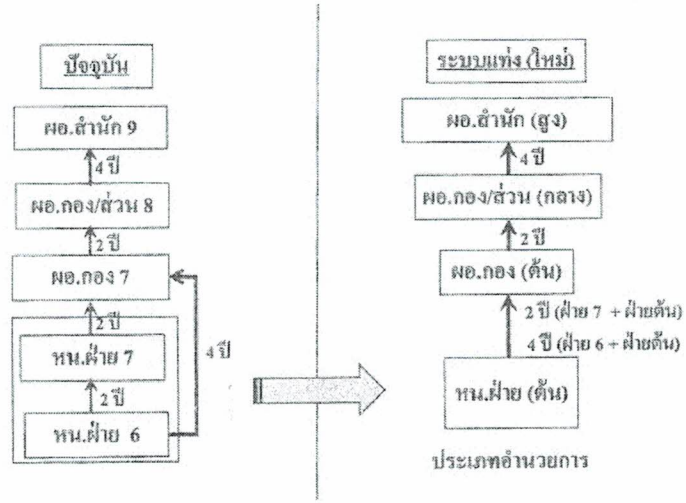 ปัจจุบัน
ผอ.สำนัก 9
4 ปี
ผอ.กอง/ส่วน 8
2 ปี
ผอ.กอง 7
2 ปี
หน.ฝ่าย 7
2 ปี
หน.ฝ่าย 6
4 ปี
ระบบแท่ง (ใหม่)
ผอ.สำนัก (สูง)
4 ปี
ผอ.กอง/ส่วน (กลาง)
2 ปี
ผอ.กอง (ต้น)
2 ปี (ฝ่าย 7 + ฝ่ายต้น)
4 ปี (ฝ่าย 6 + ฝ่ายต้น)
หน.ฝ่าย (ต้น)
ประเภทอำนวยการ